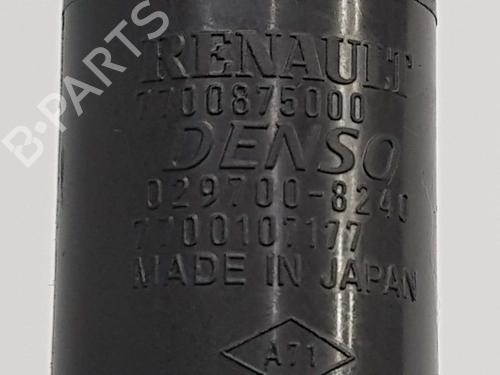 RENAULT
7700875000
DENSO
029700-8240
7700107177
MADE IN JAPAN
A71
B-PARTS